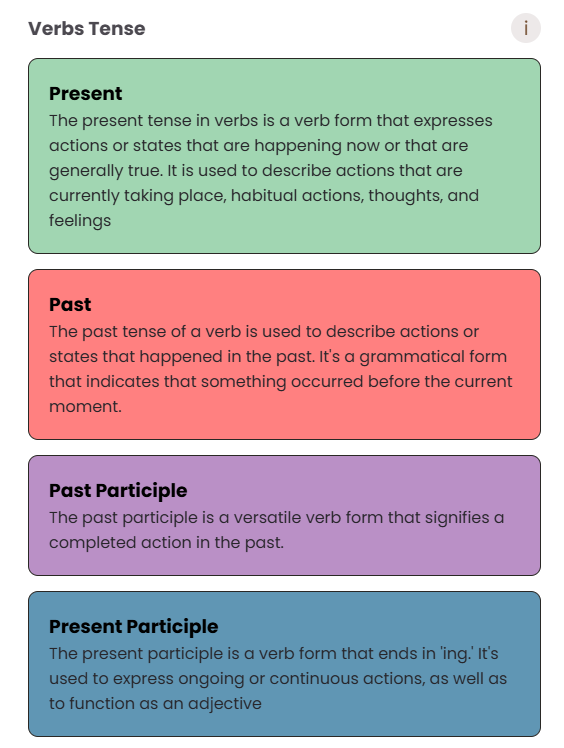 Verbs Tense
i
Present
The present tense in verbs is a verb form that expresses
actions or states that are happening now or that are
generally true. It is used to describe actions that are
currently taking place, habitual actions, thoughts, and
feelings
Past
The past tense of a verb is used to describe actions or
states that happened in the past. It's a grammatical form
that indicates that something occurred before the current
moment.
Past Participle
The past participle is a versatile verb form that signifies a
completed action in the past.
Present Participle
The present participle is a verb form that ends in 'ing.' It's
used to express ongoing or continuous actions, as well as
to function as an adjective